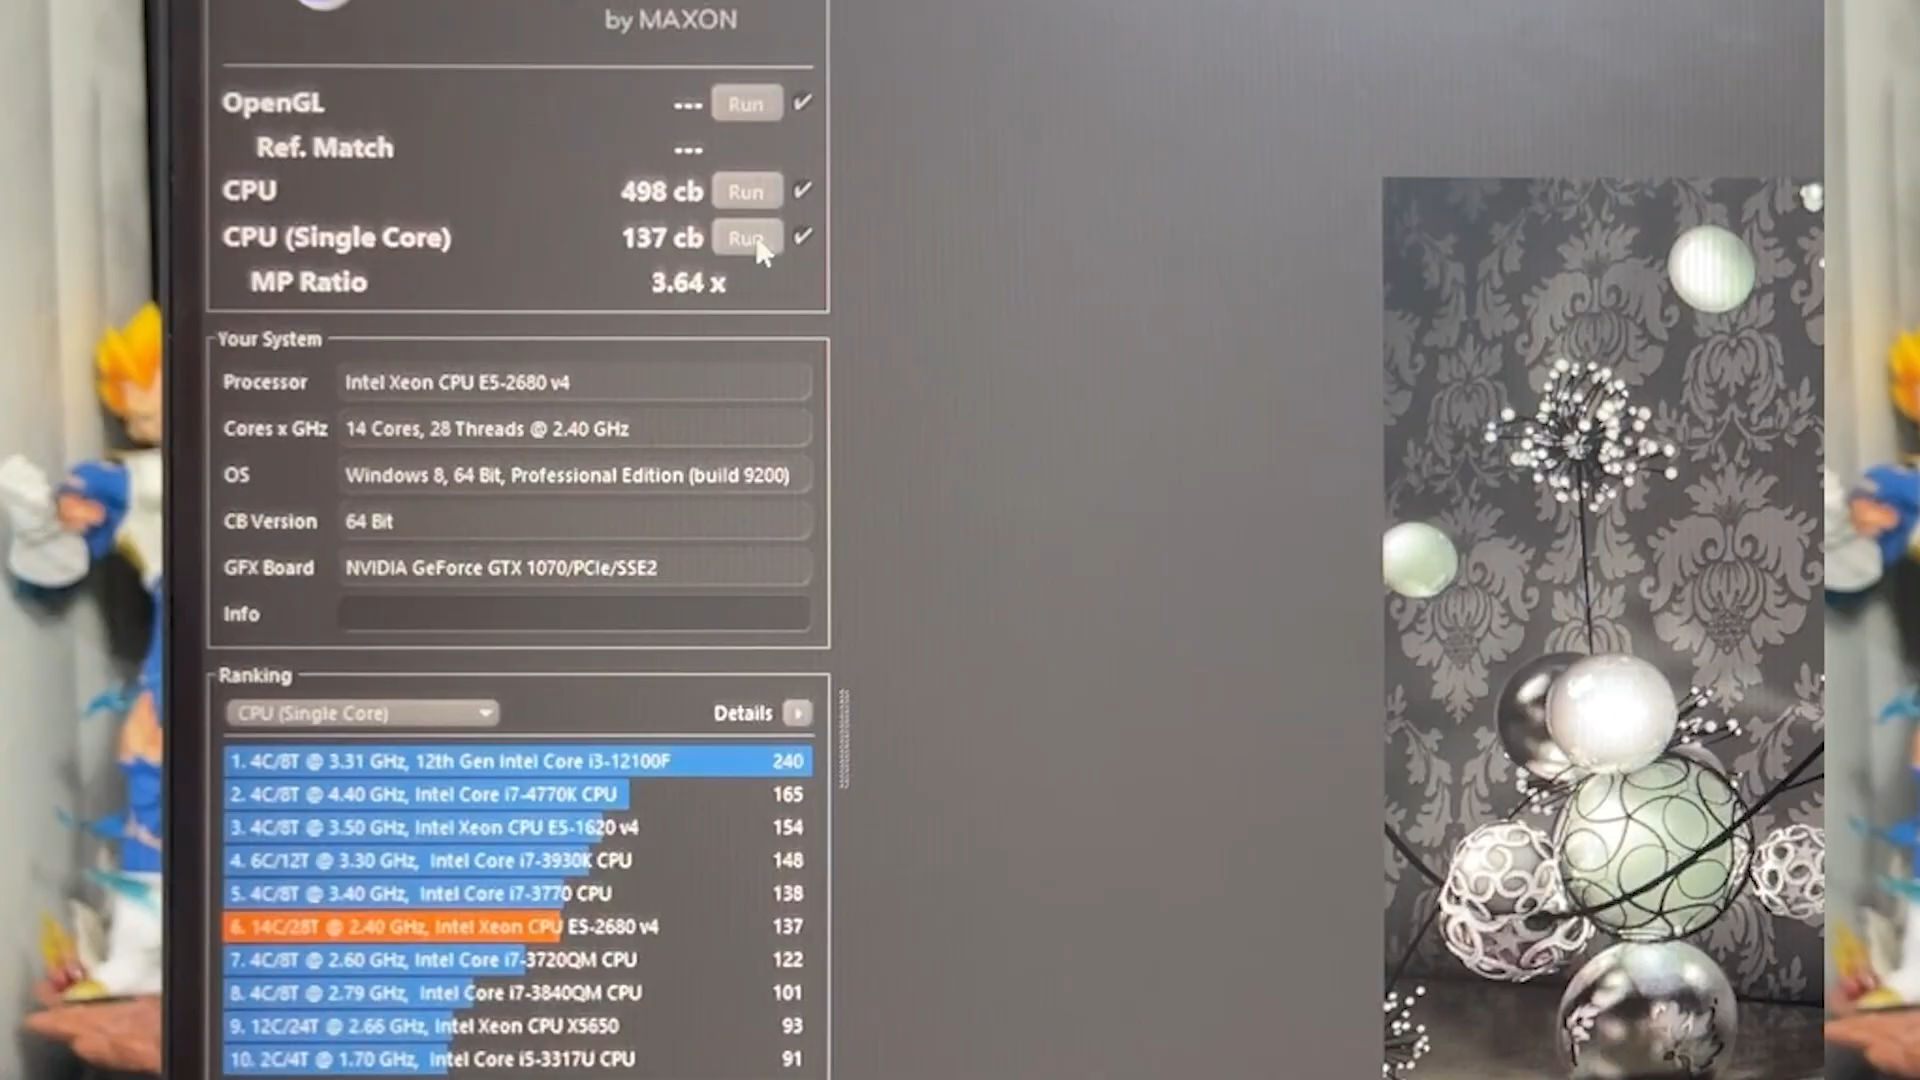 by MAXON
OpenGL --- Run
Ref. Match ---
CPU 498 cb Run
CPU (Single Core) 137 cb Run
MP Ratio 3.64 x
Your System
Processor Intel Xeon CPU E5-2680 v4
Cores x GHz 14 Cores, 28 Threads @ 2.40 GHz
OS Windows 8, 64 Bit, Professional Edition (build 9200)
CB Version 64 Bit
GFX Board NVIDIA GeForce GTX 1070/PCIe/SSE2
Info
Ranking
CPU (Single Core) Details
1. 4C/8T @ 3.31 GHz, 12th Gen Intel Core i3-12100F 240
2. 4C/8T @ 4.40 GHz, Intel Core i7-4770K CPU 165
3. 4C/8T @ 3.50 GHz, Intel Xeon CPU E5-1620 v4 154
4. 6C/12T @ 3.30 GHz, Intel Core i7-3930K CPU 148
5. 4C/8T @ 3.40 GHz, Intel Core i7-3770 CPU 138
6. 14C/28T @ 2.40 GHz, Intel Xeon CPU E5-2680 v4 137
7. 4C/8T @ 2.60 GHz, Intel Core i7-3720QM CPU 122
8. 4C/8T @ 2.79 GHz, Intel Core i7-3840QM CPU 101
9. 12C/24T @ 2.66 GHz, Intel Xeon CPU X5650 93
10. 2C/4T @ 1.70 GHz, Intel Core i5-3317U CPU 91